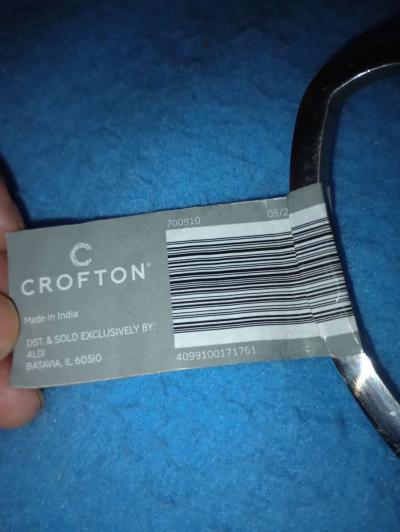 CROFTON®
Made in India
DIST. & SOLD EXCLUSIVELY BY:
ALDI
BATAVIA, IL 60510
700910 05/2
4099100171761